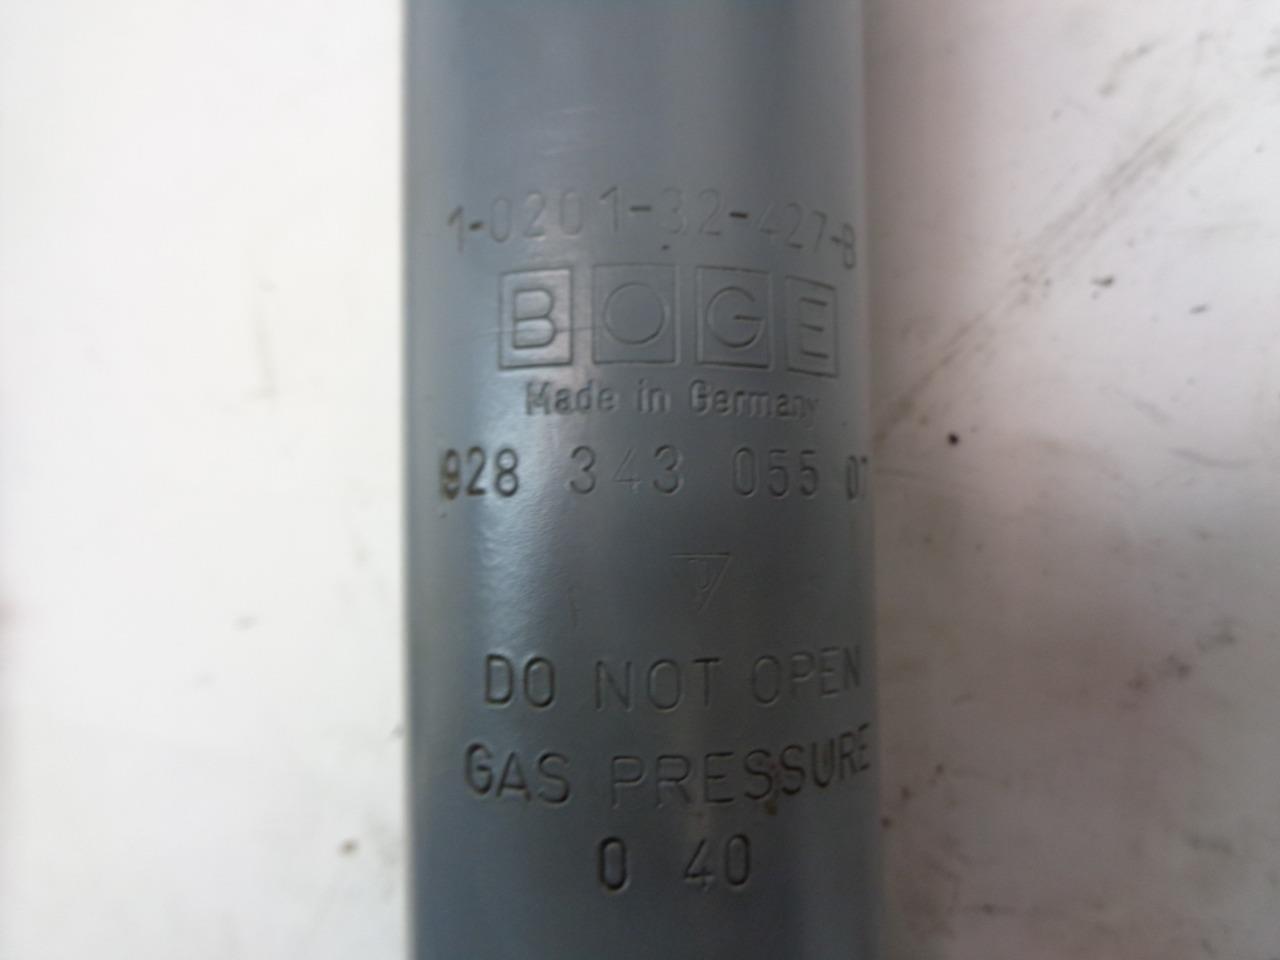 1-0201-32-427-B
BOGE
Made in Germany
928 343 055 07
DO NOT OPEN
GAS PRESSURE
0 40